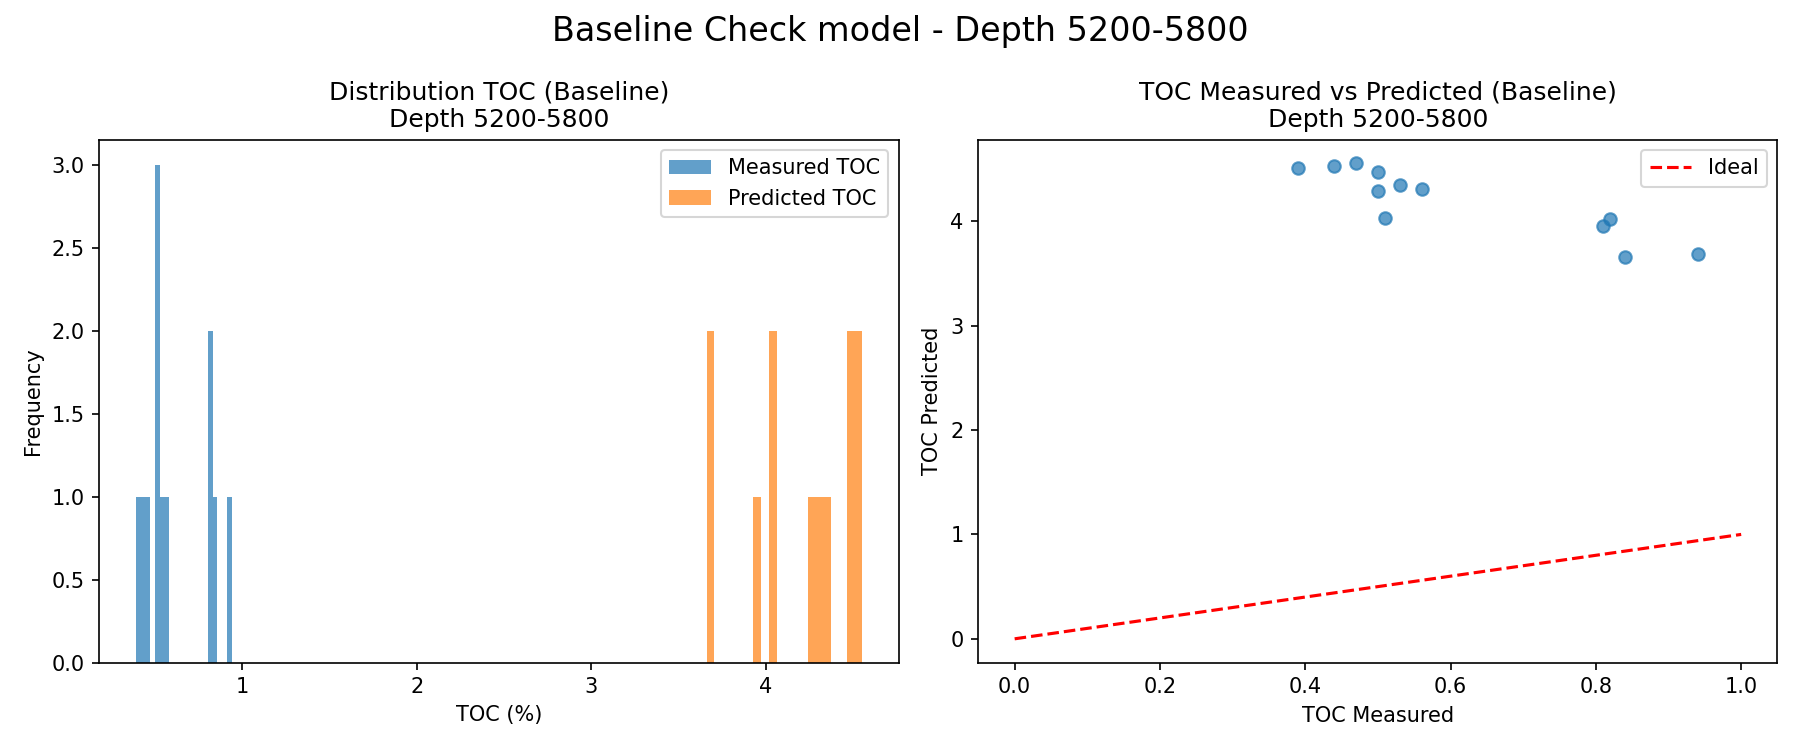 Baseline Check model - Depth 5200-5800
Distribution TOC (Baseline)
Depth 5200-5800
Measured TOC
Predicted TOC
Frequency
3.0
2.5
2.0
1.5
1.0
0.5
0.0
1 2 3 4
TOC (%)
TOC Measured vs Predicted (Baseline)
Depth 5200-5800
Ideal
TOC Predicted
4
3
2
1
0
0.0 0.2 0.4 0.6 0.8 1.0
TOC Measured